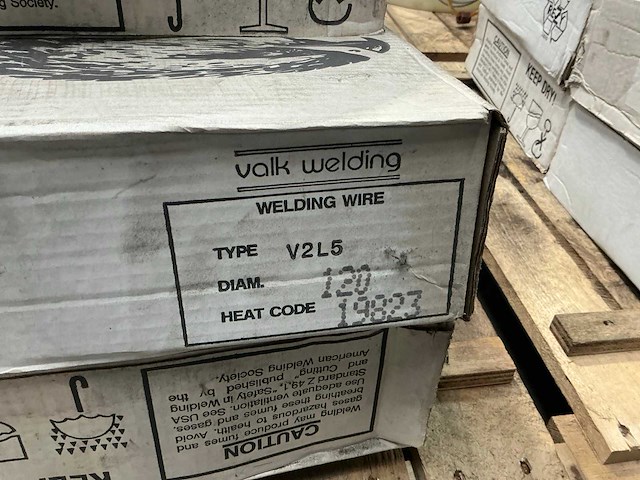 g Society.
valk welding
WELDING WIRE
TYPE V2L5
DIAM. 120
HEAT CODE 19823
CAUTION
Welding may produce fumes and
gases hazardous to health. Avoid
breathing these fumes and gases.
Use adequate ventilation. See USA
Standard Z 49.1. "Safety in Welding
and Cutting," published by the
American Welding Society.
CAUTION
KEEP DRY!